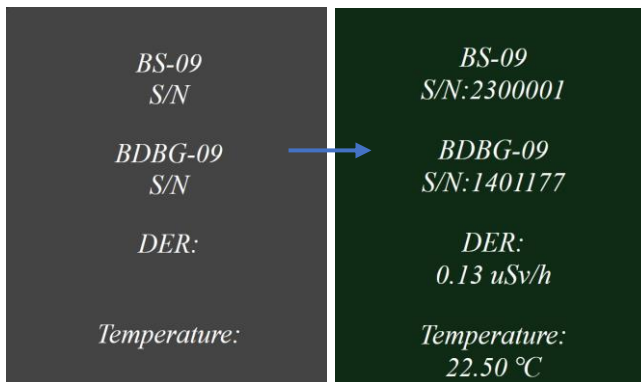 BS-09
S/N
BDBG-09
S/N
DER:
Temperature:
BS-09
S/N:2300001
BDBG-09
S/N:1401177
DER:
0.13 uSv/h
Temperature:
22.50 °C